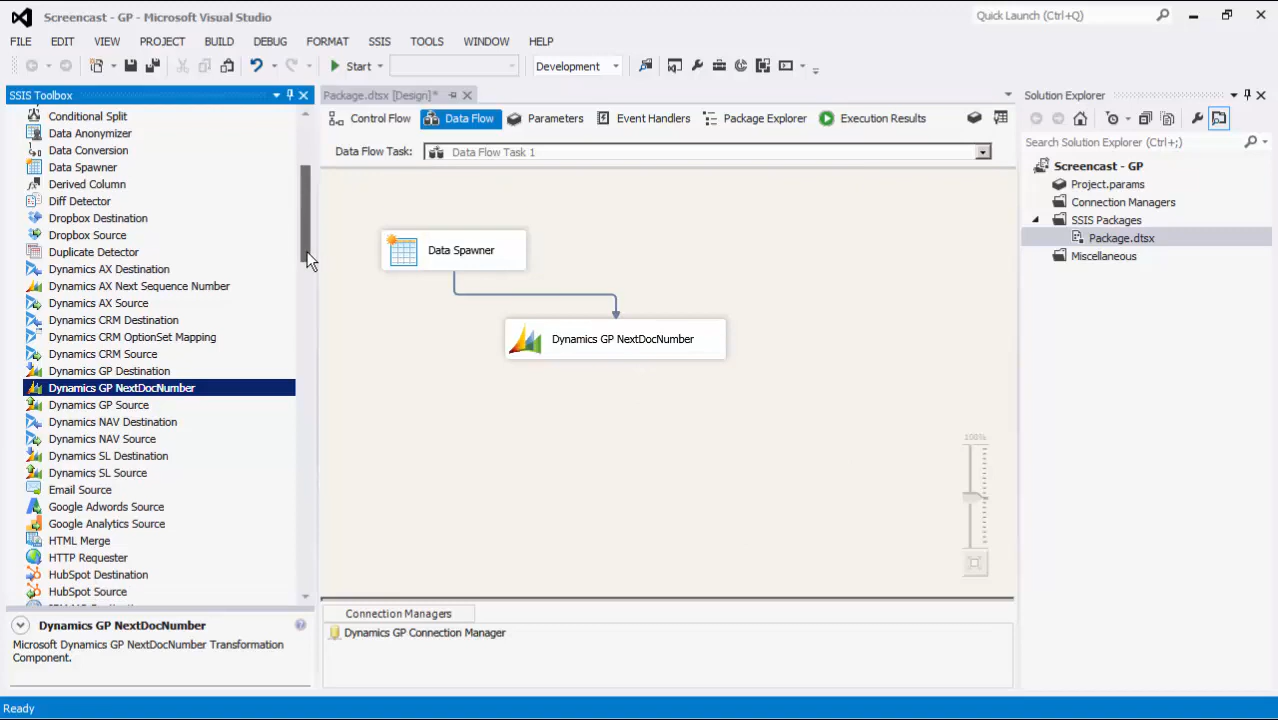 Screencast - GP - Microsoft Visual Studio
Quick Launch (Ctrl+Q)
FILE EDIT VIEW PROJECT BUILD DEBUG FORMAT SSIS TOOLS WINDOW HELP
Start
Development
SSIS Toolbox
Conditional Split
Data Anonymizer
Data Conversion
Data Spawner
Derived Column
Diff Detector
Dropbox Destination
Dropbox Source
Duplicate Detector
Dynamics AX Destination
Dynamics AX Next Sequence Number
Dynamics AX Source
Dynamics CRM Destination
Dynamics CRM OptionSet Mapping
Dynamics CRM Source
Dynamics GP Destination
Dynamics GP NextDocNumber
Dynamics GP Source
Dynamics NAV Destination
Dynamics NAV Source
Dynamics SL Destination
Dynamics SL Source
Email Source
Google Adwords Source
Google Analytics Source
HTML Merge
HTTP Requester
HubSpot Destination
HubSpot Source
Dynamics GP NextDocNumber
Microsoft Dynamics GP NextDocNumber Transformation
Component.
Package.dtsx [Design]*
Control Flow Data Flow Parameters Event Handlers Package Explorer Execution Results
Data Flow Task: Data Flow Task 1
Data Spawner
Dynamics GP NextDocNumber
100%
Connection Managers
Dynamics GP Connection Manager
Solution Explorer
Search Solution Explorer (Ctrl+;)
Screencast - GP
Project.params
Connection Managers
SSIS Packages
Package.dtsx
Miscellaneous
Ready